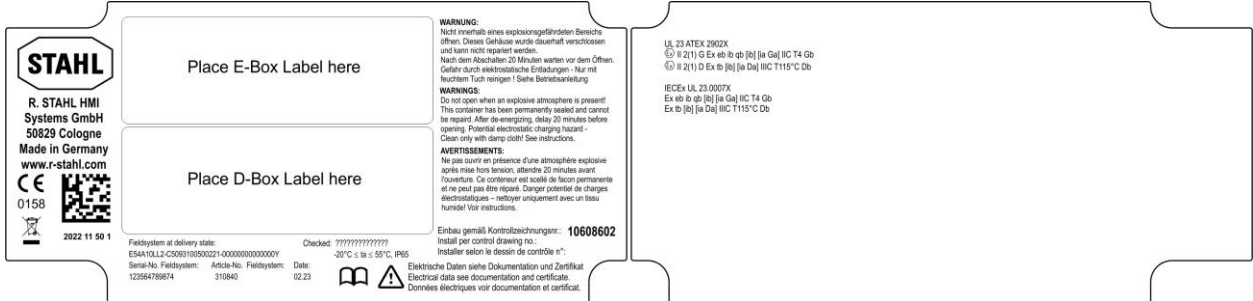 STAHL
R. STAHL HMI
Systems GmbH
50829 Cologne
Made in Germany
www.r-stahl.com
CE
0158
2022 11 50 1
Place E-Box Label here
Place D-Box Label here
Fieldsystem at delivery state:
Checked: ??????????????
E54A10LL2-C5093100500221-00000000000000Y
-20°C ≤ ta ≤ 55°C, IP65
Serial-No. Fieldsystem: Article-No. Fieldsystem: Date:
123564789874 310840 02.23
WARNUNG:
Nicht innerhalb eines explosionsgefährdeten Bereichs
öffnen. Dieses Gehäuse wurde dauerhaft verschlossen
und kann nicht repariert werden.
Nach dem Abschalten 20 Minuten warten vor dem Öffnen.
Gefahr durch elektrostatische Entladungen - Nur mit
feuchtem Tuch reinigen ! Siehe Betriebsanleitung
WARNINGS:
Do not open when an explosive atmosphere is present!
This container has been permanently sealed and cannot
be repaird. After de-energizing, delay 20 minutes before
opening. Potential electrostatic charging hazard -
Clean only with damp cloth! See instructions.
AVERTISSEMENTS:
Ne pas ouvrir en présence d'une atmosphère explosive
après mise hors tension, attendre 20 minutes avant
l'ouverture. Ce conteneur est scellé de facon permanente
et ne peut pas être réparé. Danger potentiel de charges
électrostatiques – nettoyer uniquement avec un tissu
humide! Voir instructions.
Einbau gemäß Kontrollzeichnungsnr.: 10608602
Install per control drawing no.:
Installer selon le dessin de contrôle n°:
Elektrische Daten siehe Dokumentation und Zertifikat
Electrical data see documentation and certificate.
Données électriques voir documentation et certificat.
UL 23 ATEX 2902X
Ex II 2(1) G Ex eb ib qb [ib] [ia Ga] IIC T4 Gb
Ex II 2(1) D Ex tb [ib] [ia Da] IIIC T115°C Db
IECEx UL 23.0007X
Ex eb ib qb [ib] [ia Ga] IIC T4 Gb
Ex tb [ib] [ia Da] IIIC T115°C Db